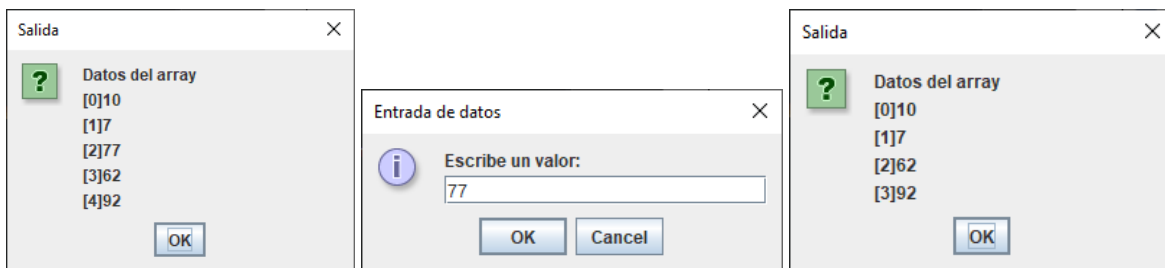 Salida
Datos del array
[0]10
[1]7
[2]77
[3]62
[4]92
OK
Entrada de datos
Escribe un valor:
77
OK Cancel
Salida
Datos del array
[0]10
[1]7
[2]62
[3]92
OK